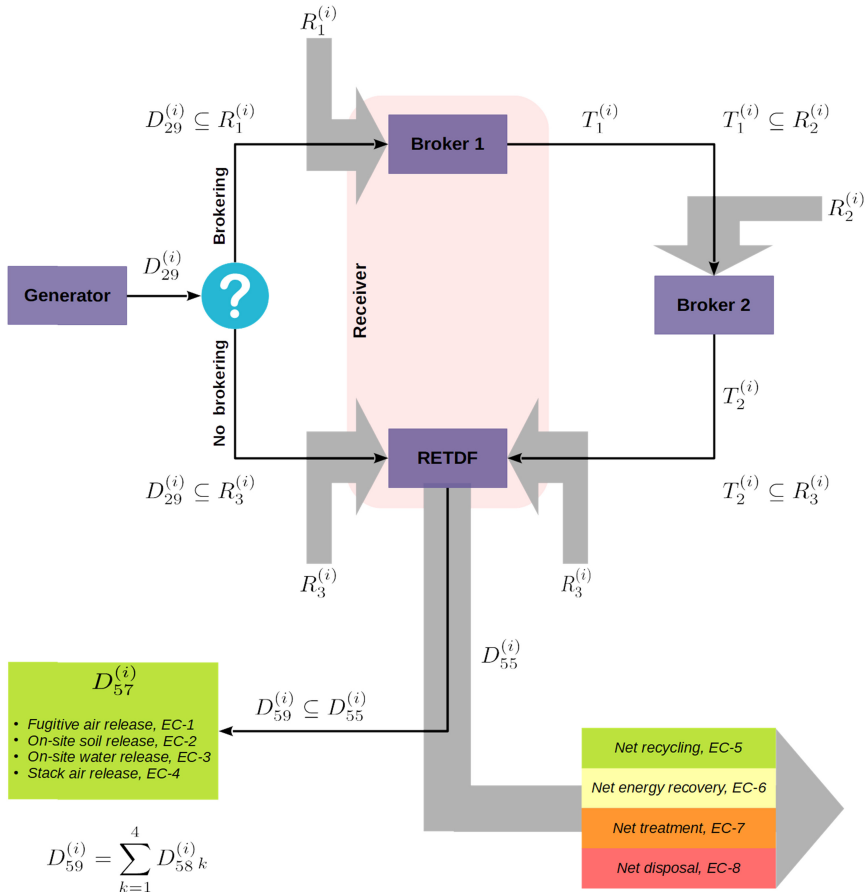 R_1^{(i)}
D_{29}^{(i)} ⊆ R_1^{(i)}
T_1^{(i)}
T_1^{(i)} ⊆ R_2^{(i)}
Broker 1
Brokering
R_2^{(i)}
Receiver
D_{29}^{(i)}
Generator
?
Broker 2
No brokering
T_2^{(i)}
RETDF
D_{29}^{(i)} ⊆ R_3^{(i)}
T_2^{(i)} ⊆ R_3^{(i)}
R_3^{(i)}
R_3^{(i)}
D_{55}^{(i)}
D_{57}^{(i)}
D_{59}^{(i)} ⊆ D_{55}^{(i)}
• Fugitive air release, EC-1
• On-site soil release, EC-2
• On-site water release, EC-3
• Stack air release, EC-4
Net recycling, EC-5
Net energy recovery, EC-6
Net treatment, EC-7
Net disposal, EC-8
D_{59}^{(i)} = \sum_{k=1}^{4} D_{58 k}^{(i)}